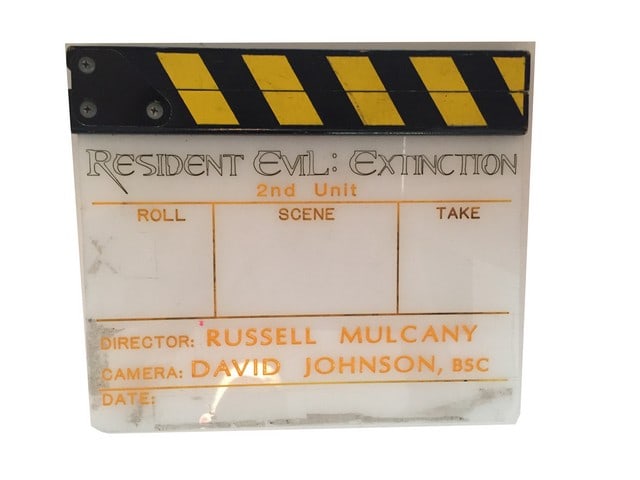 RESIDENT EVIL: EXTINCTION
2nd Unit
ROLL SCENE TAKE
DIRECTOR: RUSSELL MULCANY
CAMERA: DAVID JOHNSON, BSC
DATE: